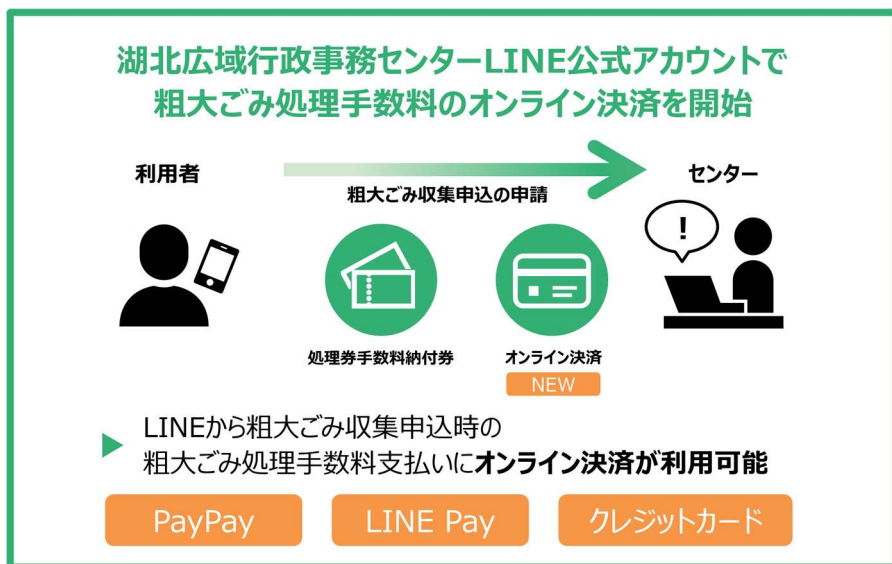 湖北広域行政事務センターLINE公式アカウントで
粗大ごみ処理手数料のオンライン決済を開始
利用者
センター
粗大ごみ収集申込の申請
!
処理券手数料納付券
オンライン決済
NEW
LINEから粗大ごみ収集申込時の
粗大ごみ処理手数料支払いにオンライン決済が利用可能
PayPay
LINE Pay
クレジットカード